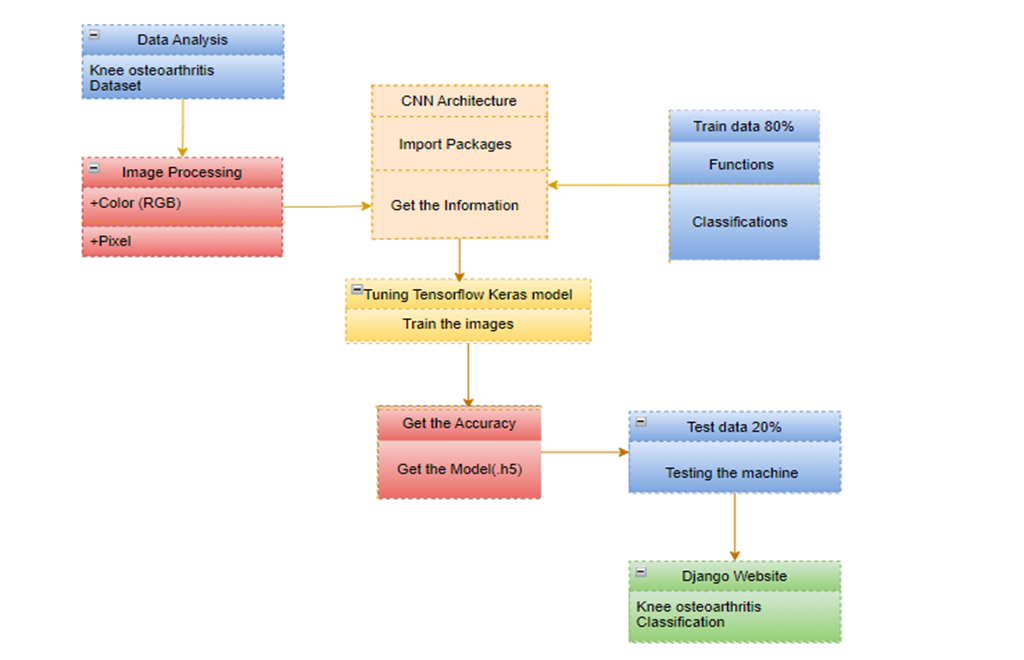 Data Analysis
Knee osteoarthritis
Dataset
Image Processing
+Color (RGB)
+Pixel
CNN Architecture
Import Packages
Get the Information
Train data 80%
Functions
Classifications
Tuning Tensorflow Keras model
Train the images
Get the Accuracy
Get the Model(.h5)
Test data 20%
Testing the machine
Django Website
Knee osteoarthritis
Classification